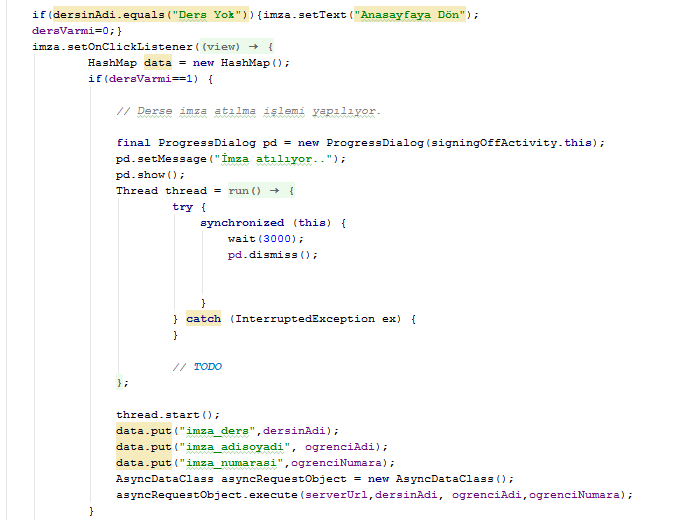 if(dersinAdi.equals("Ders Yok")){imza.setText("Anasayfaya Dön");
dersVarmi=0;}
imza.setOnClickListener((view) → {
HashMap data = new HashMap();
if(dersVarmi==1) {
// Derse imza atılma işlemi yapılıyor.
final ProgressDialog pd = new ProgressDialog(signingOffActivity.this);
pd.setMessage("İmza atılıyor..");
pd.show();
Thread thread = run() → {
try {
synchronized (this) {
wait(3000);
pd.dismiss();
}
} catch (InterruptedException ex) {
}
// TODO
};
thread.start();
data.put("imza_ders",dersinAdi);
data.put("imza_adisoyadi", ogrenciAdi);
data.put("imza_numarasi",ogrenciNumara);
AsyncDataClass asyncRequestObject = new AsyncDataClass();
asyncRequestObject.execute(serverUrl,dersinAdi, ogrenciAdi,ogrenciNumara);
}